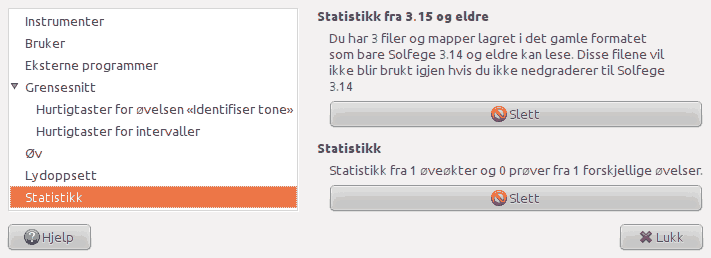 Instrumenter
Bruker
Eksterne programmer
Grensesnitt
Hurtigtaster for øvelsen «Identifiser tone»
Hurtigtaster for intervaller
Øv
Lydoppsett
Statistikk
Statistikk fra 3.15 og eldre
Du har 3 filer og mapper lagret i det gamle formatet
som bare Solfege 3.14 og eldre kan lese. Disse filene vil
ikke blir brukt igjen hvis du ikke nedgraderer til Solfege
3.14
Slett
Statistikk
Statistikk fra 1 øveøkter og 0 prøver fra 1 forskjellige øvelser.
Slett
Hjelp
Lukk